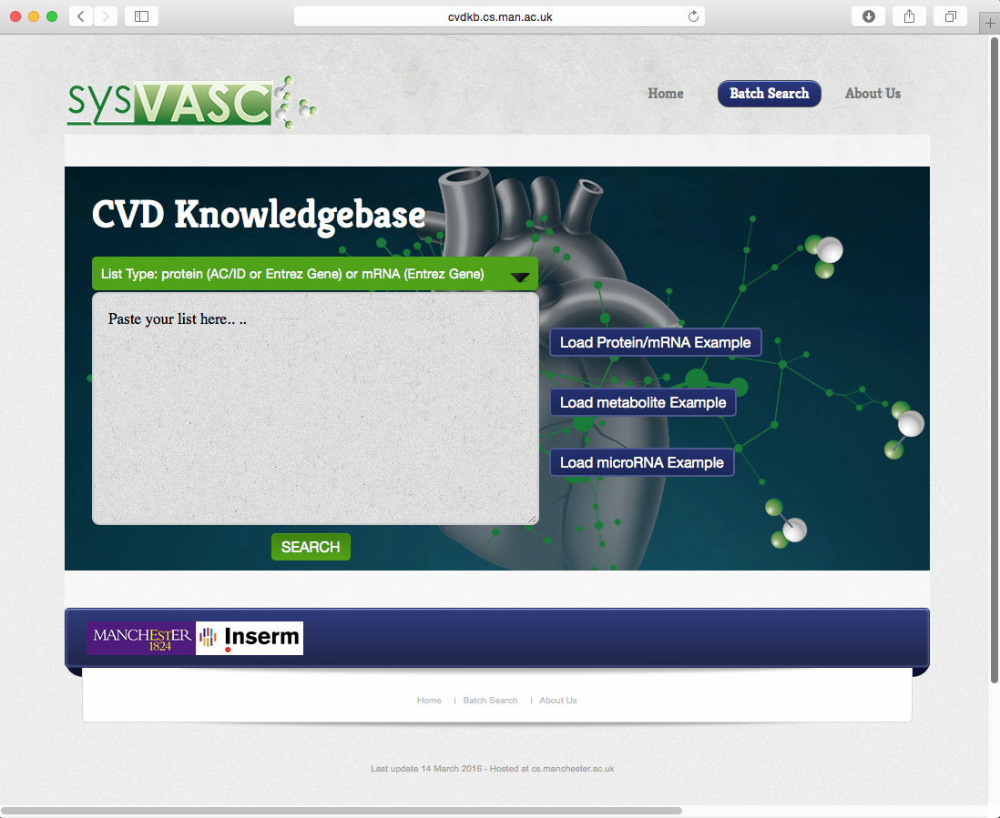 cvdkb.cs.man.ac.uk
sysVASC
Home
Batch Search
About Us
CVD Knowledgebase
List Type: protein (AC/ID or Entrez Gene) or mRNA (Entrez Gene)
Paste your list here.. ..
Load Protein/mRNA Example
Load metabolite Example
Load microRNA Example
SEARCH
MANCHESTER
1824
Inserm
Home | Batch Search | About Us
Last update 14 March 2016 - Hosted at cs.manchester.ac.uk